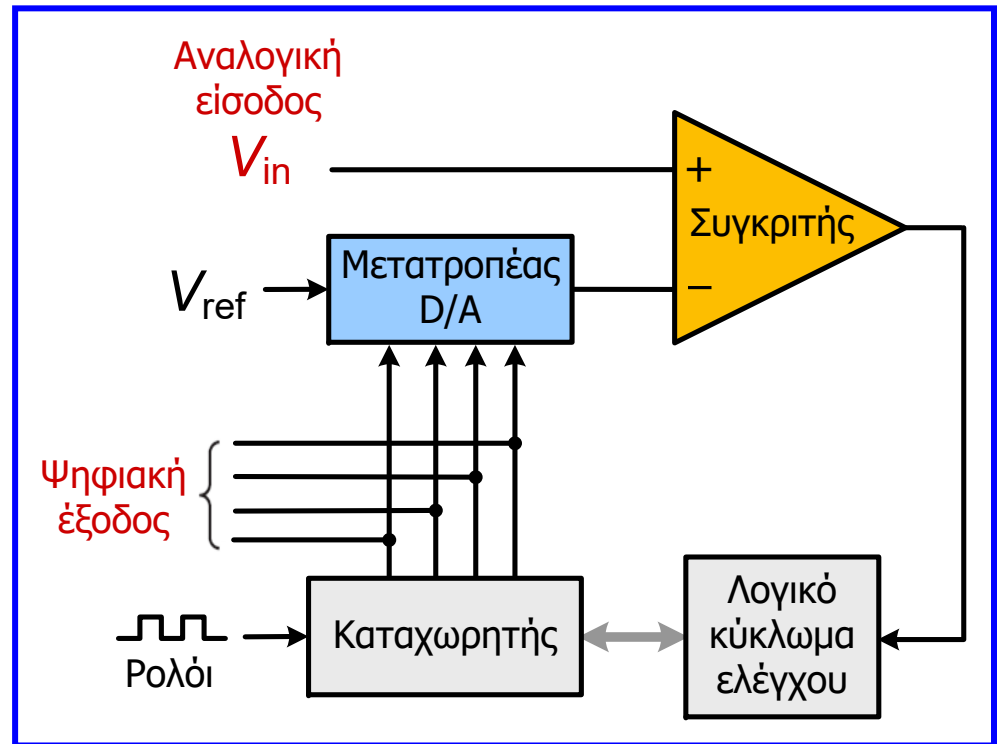 Αναλογική
είσοδος
Vin
+
Συγκριτής
−
Μετατροπέας
D/A
Vref
Ψηφιακή
έξοδος
Ρολόι
Καταχωρητής
Λογικό
κύκλωμα
ελέγχου